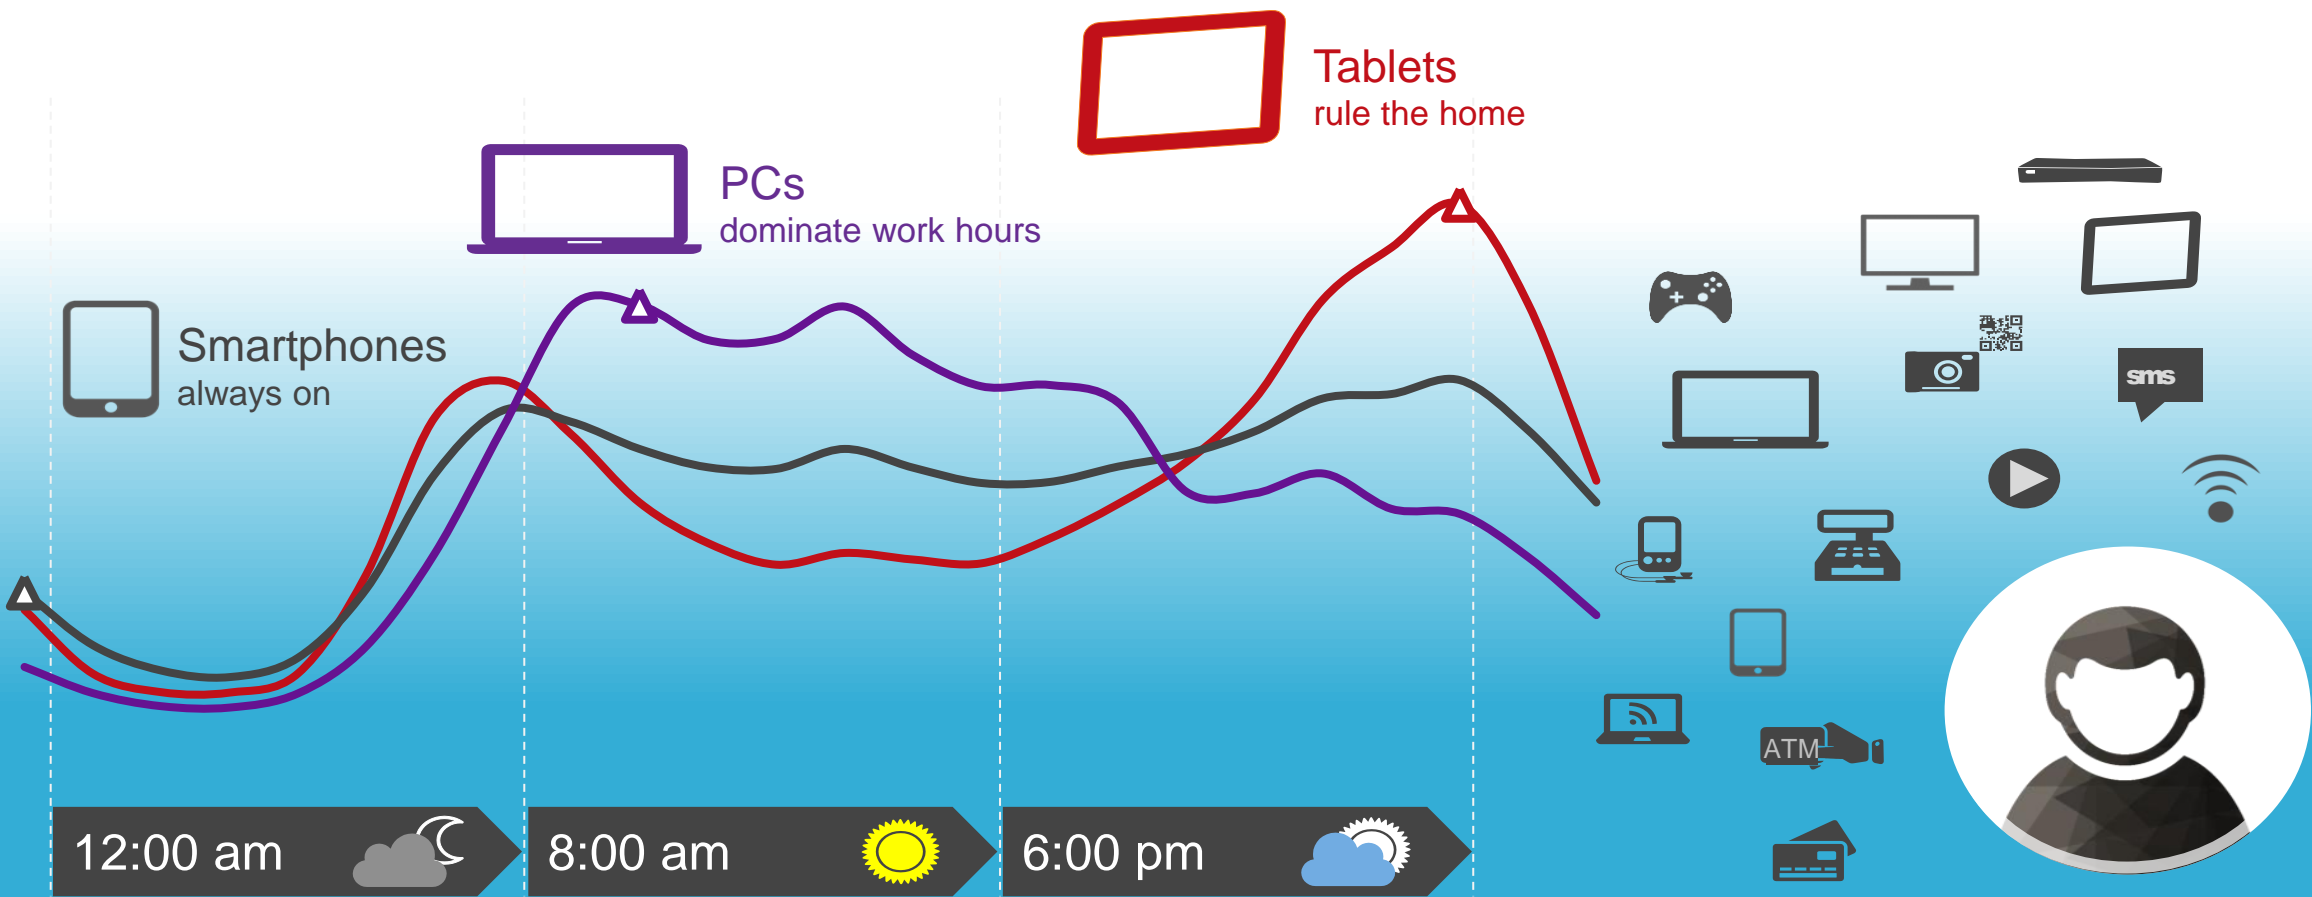 Tablets
rule the home
PCs
dominate work hours
Smartphones
always on
sms
ATM
12:00 am
8:00 am
6:00 pm